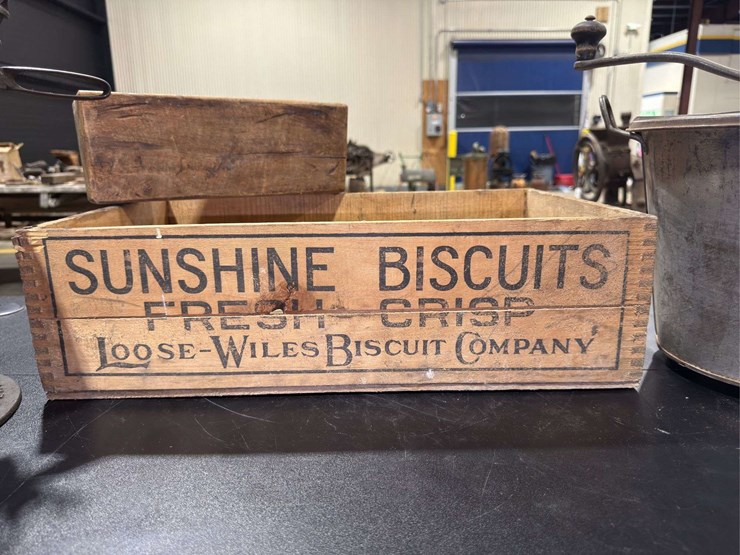 SUNSHINE BISCUITS
FRESH CRISP
LOOSE-WILES BISCUIT COMPANY